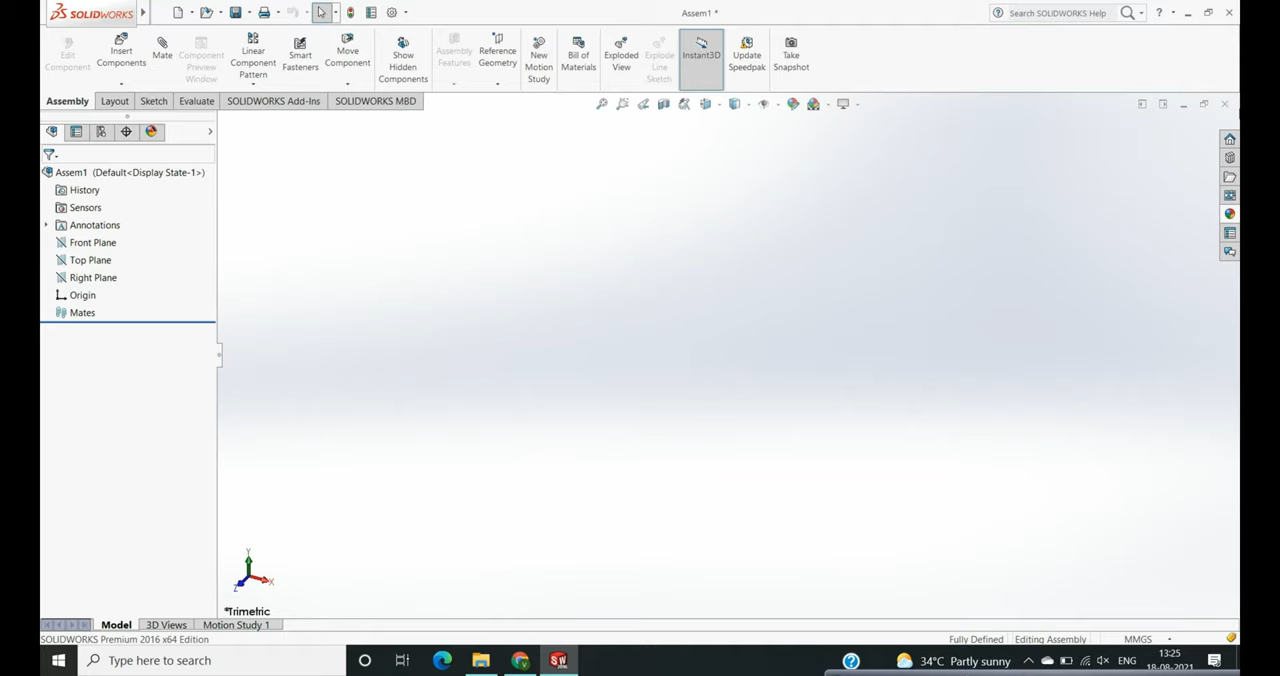 SOLIDWORKS
Assem1 *
Search SOLIDWORKS Help
?
Edit Component
Insert Components
Mate
Component Preview Window
Linear Component Pattern
Smart Fasteners
Move Component
Show Hidden Components
Assembly Features
Reference Geometry
New Motion Study
Bill of Materials
Exploded View
Explode Line Sketch
Instant3D
Update Speedpak
Take Snapshot
Assembly
Layout
Sketch
Evaluate
SOLIDWORKS Add-Ins
SOLIDWORKS MBD
Assem1 (Default<Display State-1>)
History
Sensors
Annotations
Front Plane
Top Plane
Right Plane
Origin
Mates
Y
X
Z
*Trimetric
Model
3D Views
Motion Study 1
SOLIDWORKS Premium 2016 x64 Edition
Fully Defined
Editing Assembly
MMGS
Type here to search
SW
34°C Partly sunny
ENG
13:25
18-08-2021